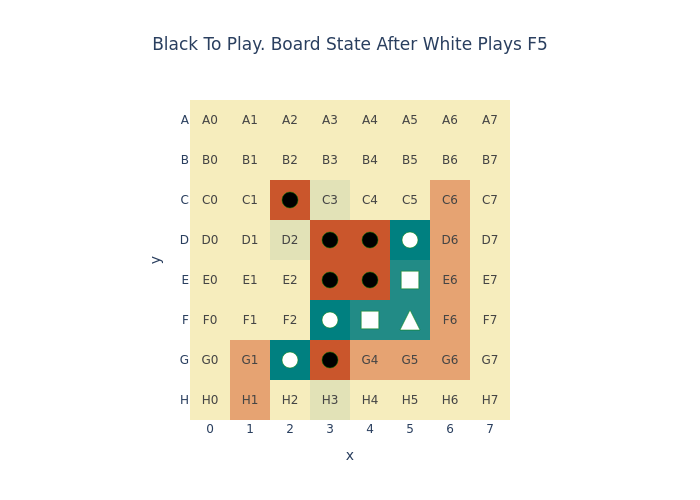 Black To Play. Board State After White Plays F5
A A0 A1 A2 A3 A4 A5 A6 A7
B B0 B1 B2 B3 B4 B5 B6 B7
C C0 C1 C3 C4 C5 C6 C7
D D0 D1 D2 D6 D7
y
E E0 E1 E2 E6 E7
F F0 F1 F2 F6 F7
G G0 G1 G4 G5 G6 G7
H H0 H1 H2 H3 H4 H5 H6 H7
0 1 2 3 4 5 6 7
x